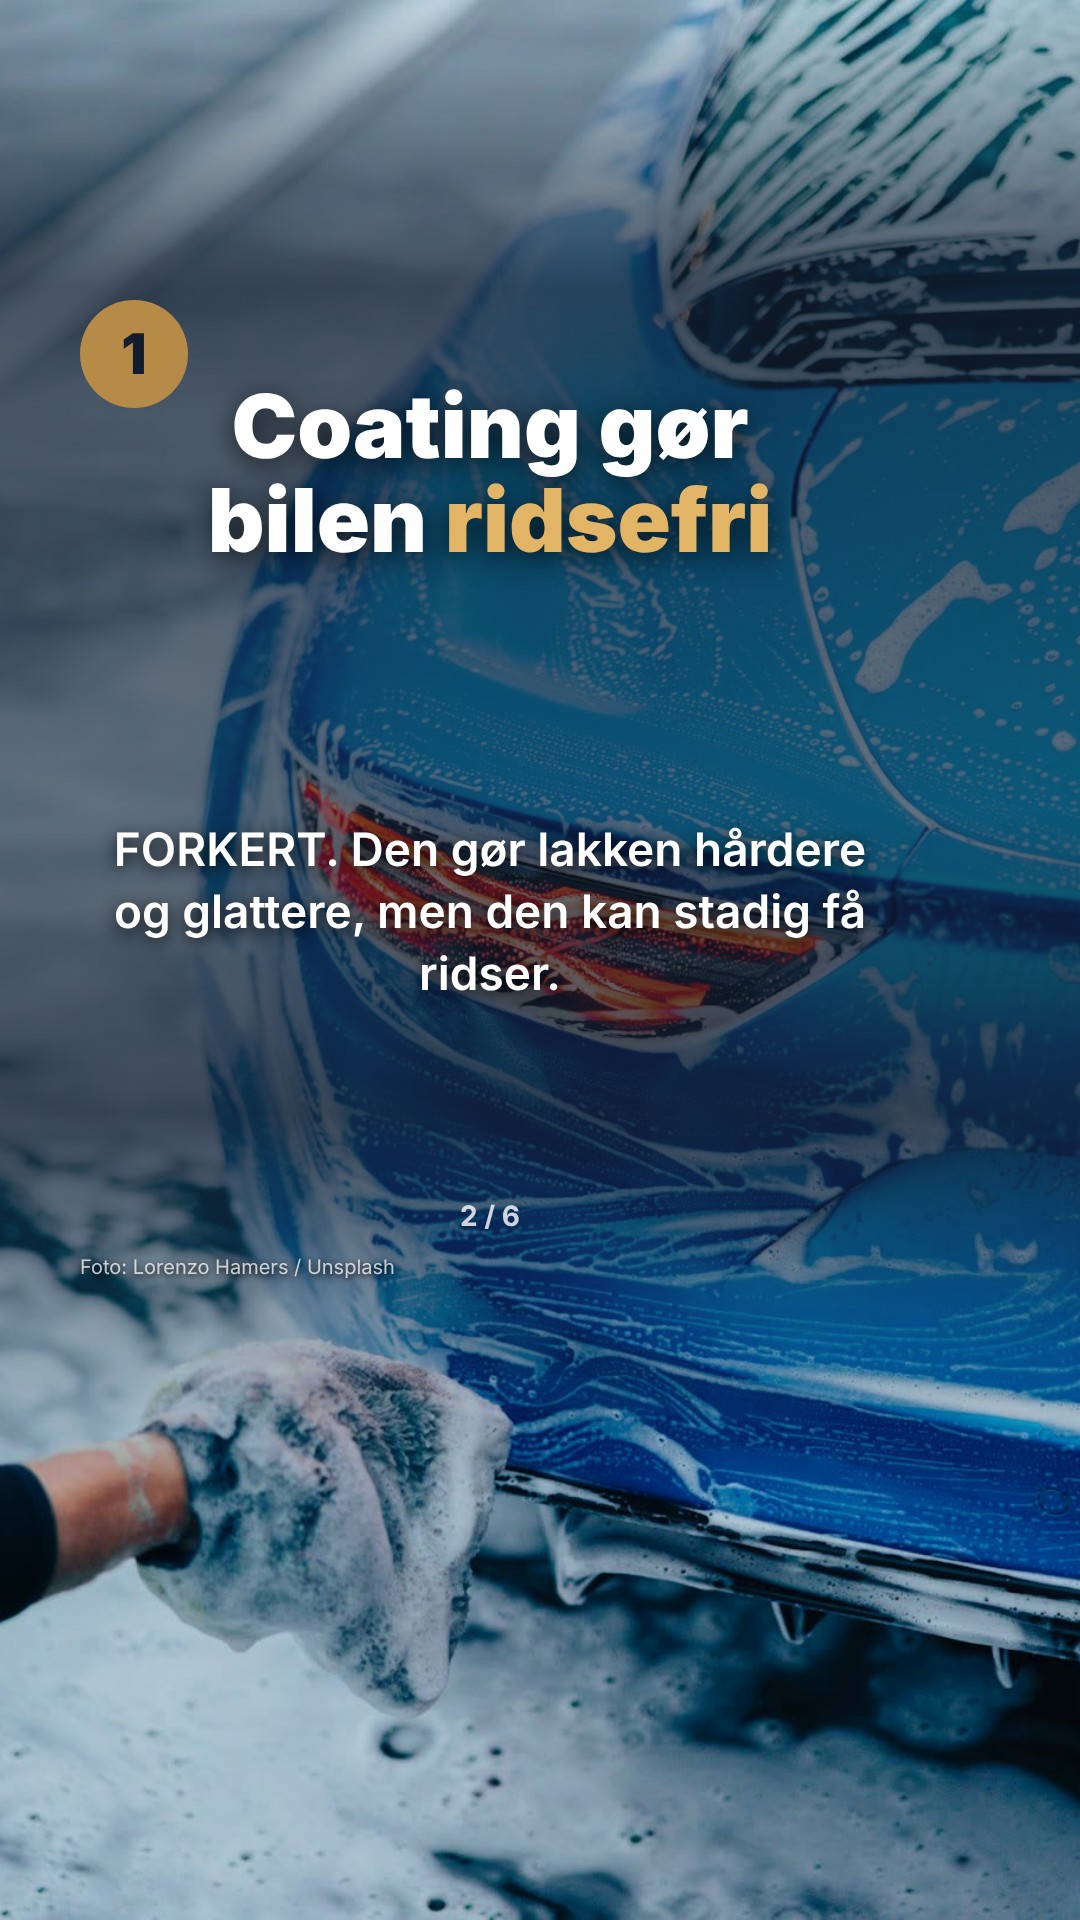 1
Coating gør
bilen ridsefri
FORKERT. Den gør lakken hårdere
og glattere, men den kan stadig få
ridser.
2 / 6
Foto: Lorenzo Hamers / Unsplash